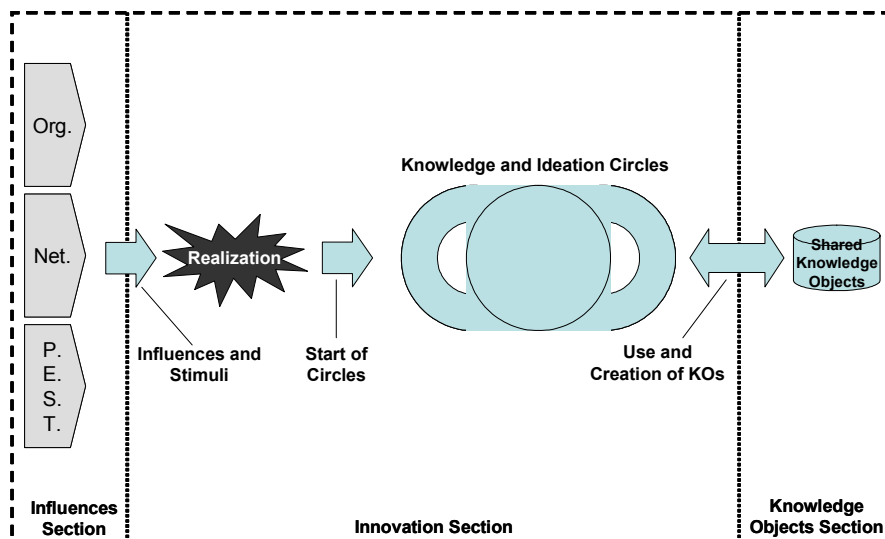 Org.
Net.
P.
E.
S.
T.
Influences and
Stimuli
Realization
Start of
Circles
Knowledge and Ideation Circles
Use and
Creation of KOs
Shared
Knowledge
Objects
Influences
Section
Innovation Section
Knowledge
Objects Section